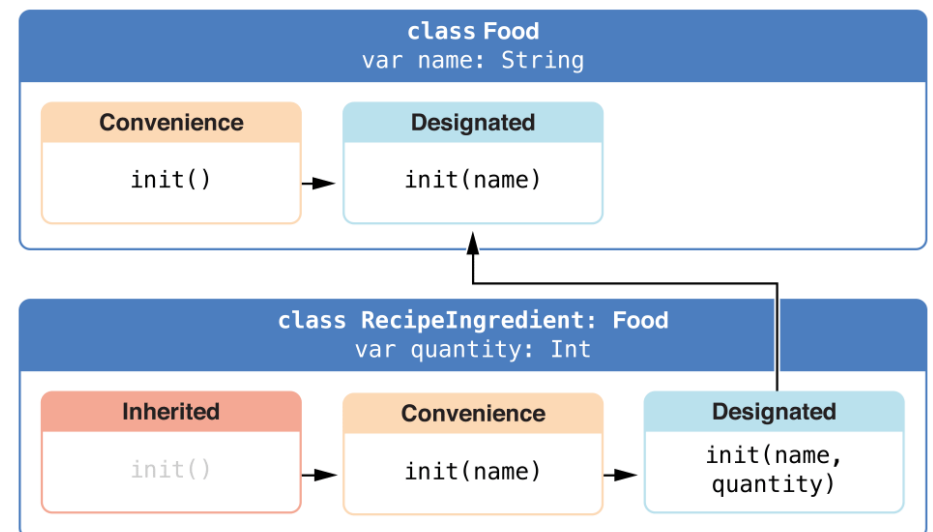 class Food
var name: String
Convenience
Designated
init()
init(name)
class RecipeIngredient: Food
var quantity: Int
Inherited
Convenience
Designated
init()
init(name)
init(name,
quantity)